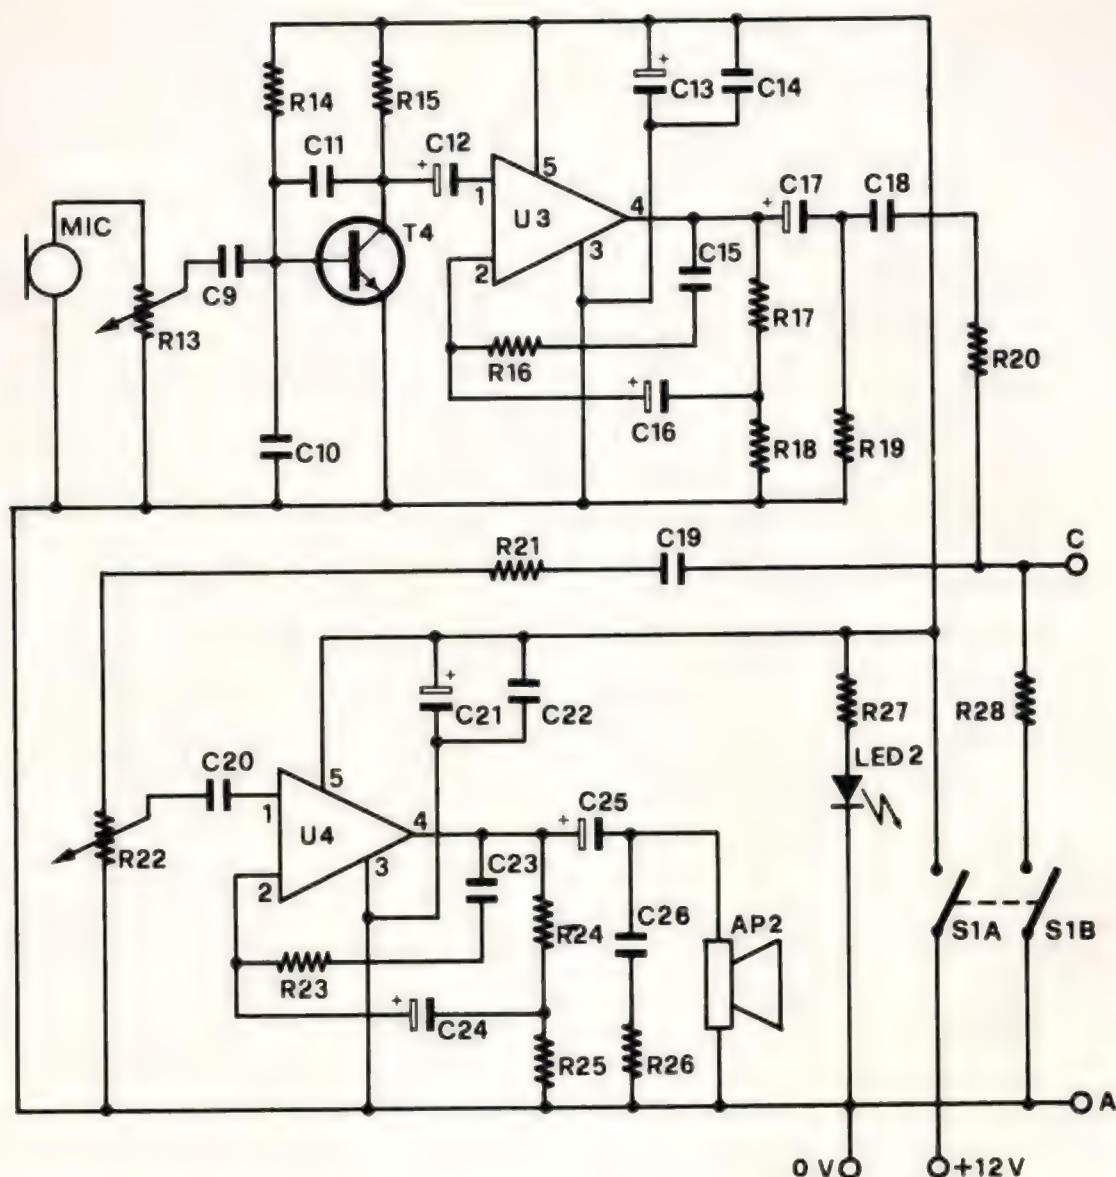 R14
R15
+
C13
C14
C11
+
C12
5
1
U3
4
+
C17
C18
MIC
T4
3
2
C15
C9
R13
R17
R16
R20
+
C16
C10
R18
R19
R21
C19
C
+
C21
C22
R27
R28
C20
LED 2
5
1
U4
4
+
C25
R22
3
2
C23
R24
C26
AP2
S1A
S1B
R23
+
C24
R25
R26
A
0 V
+12V